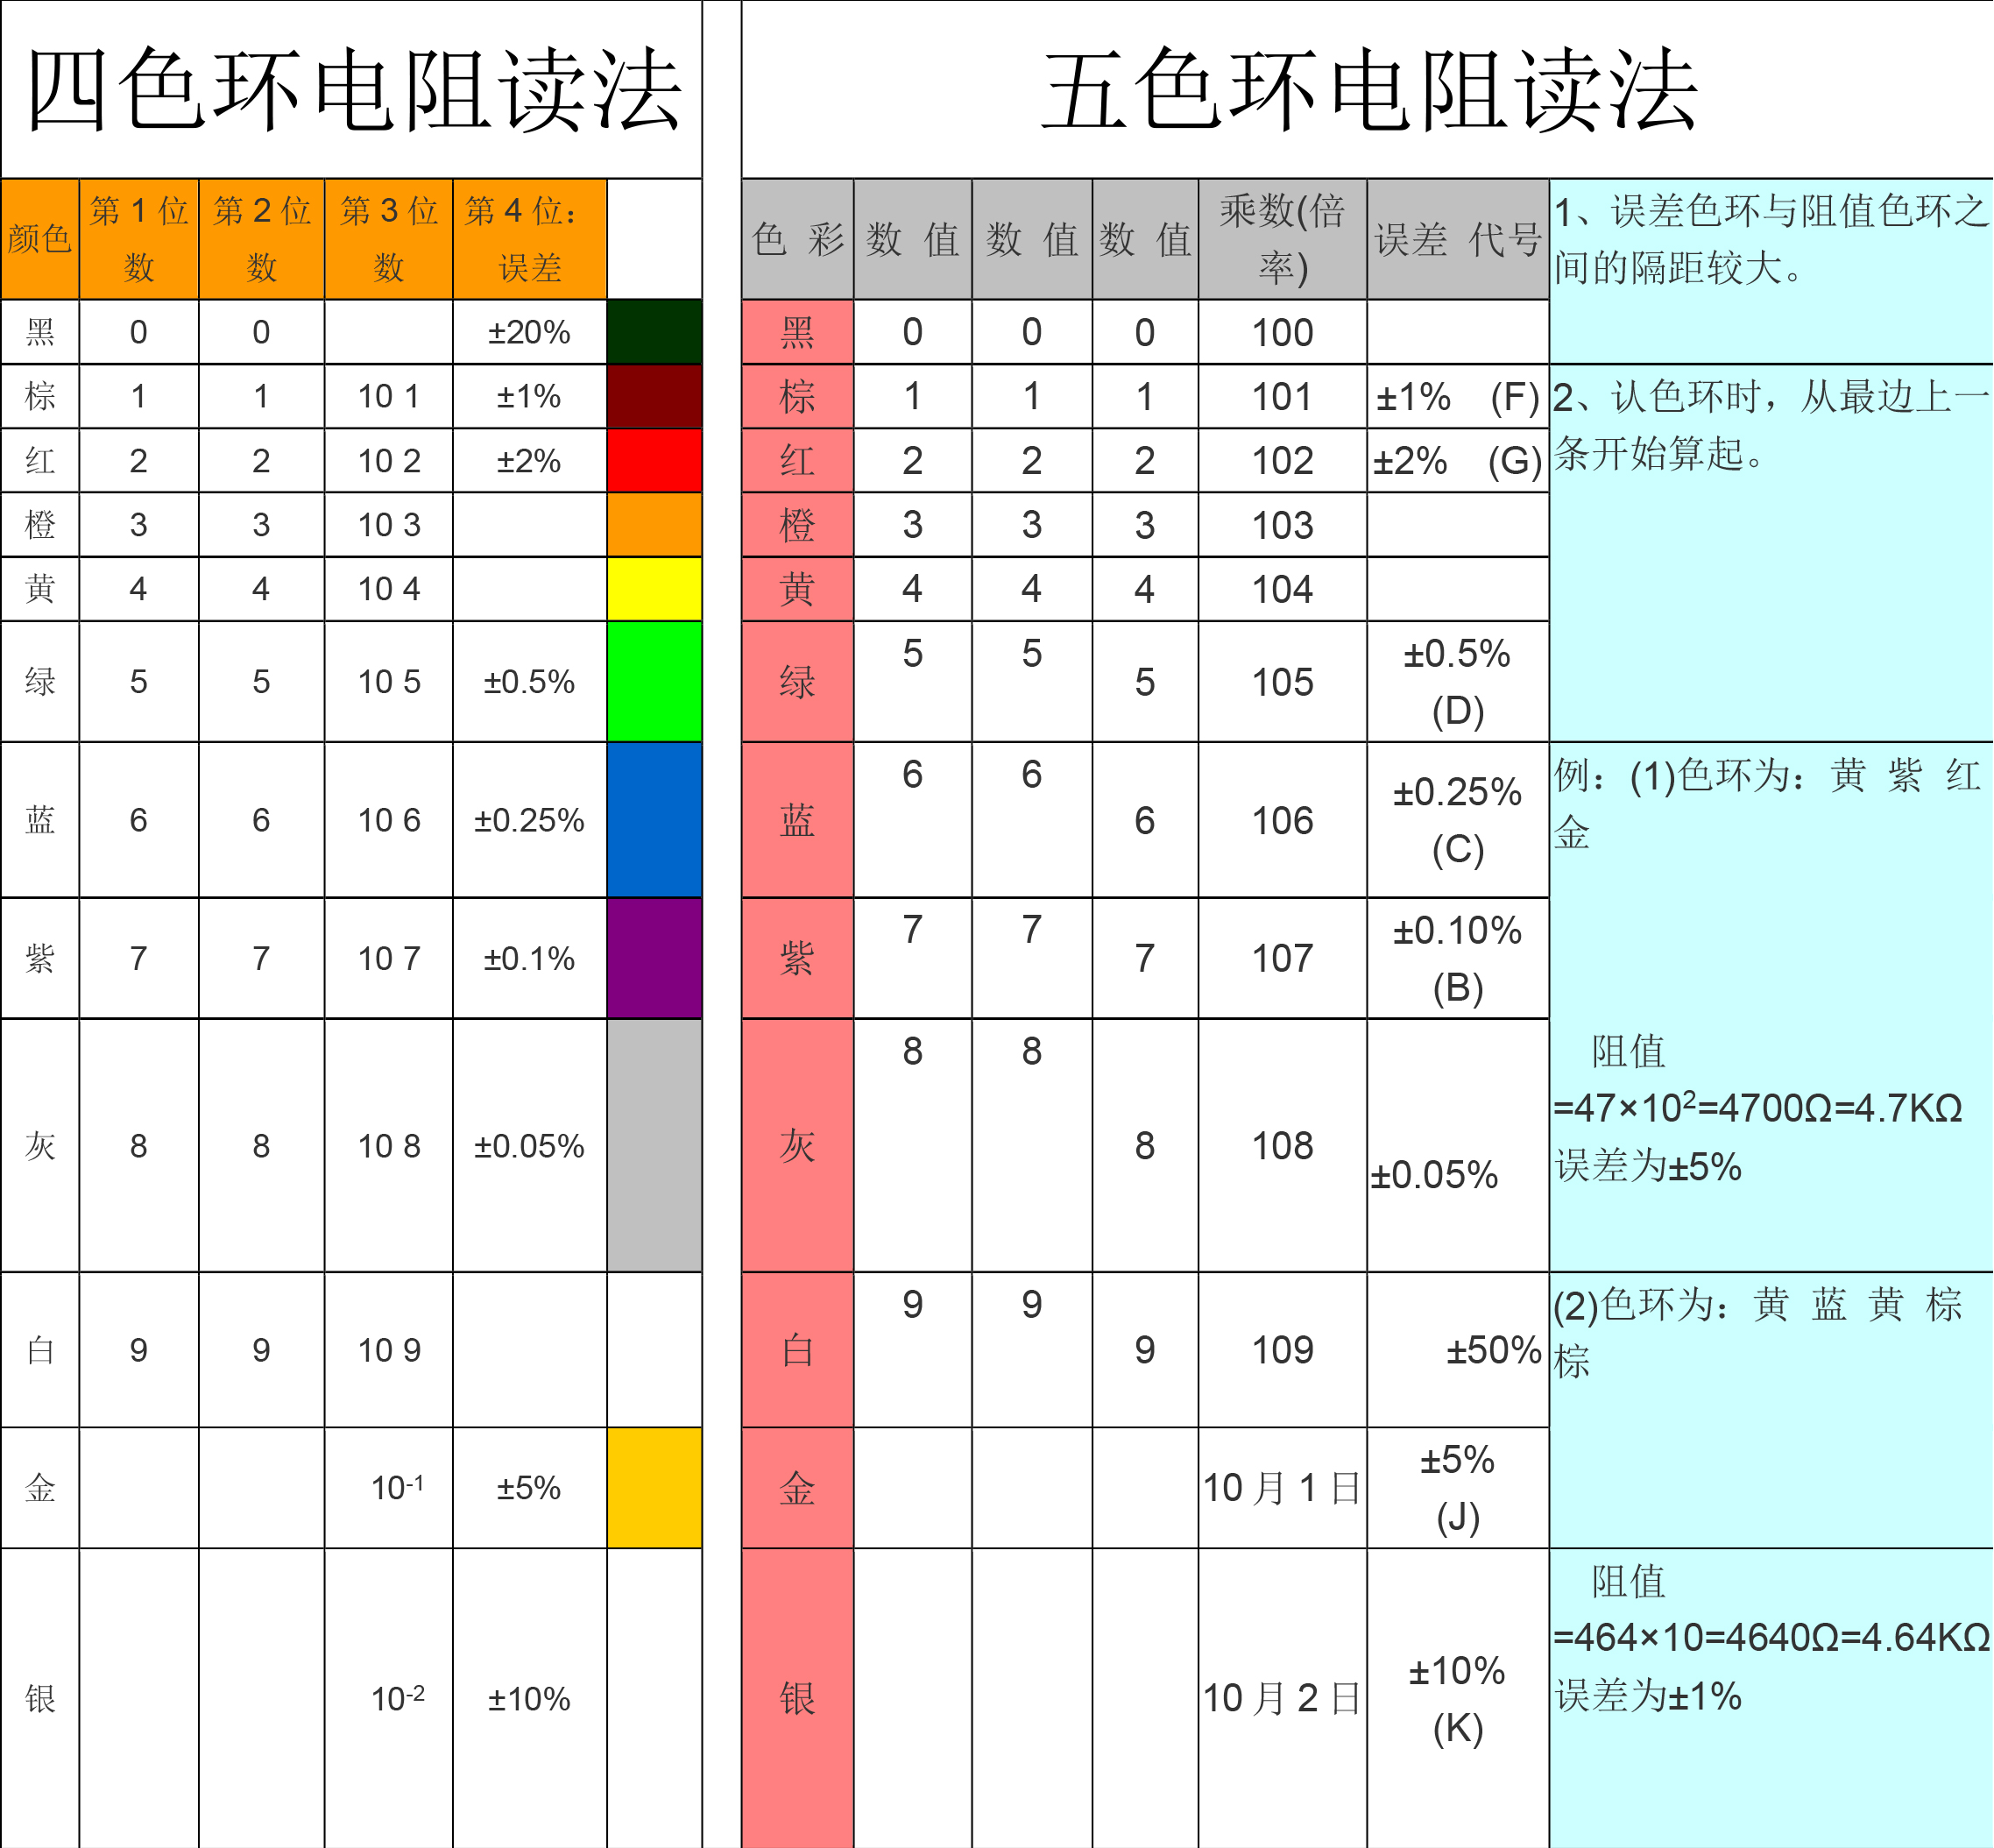 四色环电阻读法
颜色 第 1 位数 第 2 位数 第 3 位数 第 4 位：误差
黑 0 0 ±20%
棕 1 1 10 1 ±1%
红 2 2 10 2 ±2%
橙 3 3 10 3
黄 4 4 10 4
绿 5 5 10 5 ±0.5%
蓝 6 6 10 6 ±0.25%
紫 7 7 10 7 ±0.1%
灰 8 8 10 8 ±0.05%
白 9 9 10 9
金 10⁻¹ ±5%
银 10⁻² ±10%
五色环电阻读法
色 彩 数 值 数 值 数 值 乘数(倍率) 误差 代号
黑 0 0 0 100
棕 1 1 1 101 ±1% (F)
红 2 2 2 102 ±2% (G)
橙 3 3 3 103
黄 4 4 4 104
绿 5 5 5 105 ±0.5% (D)
蓝 6 6 6 106 ±0.25% (C)
紫 7 7 7 107 ±0.10% (B)
灰 8 8 8 108 ±0.05%
白 9 9 9 109 ±50%
金 10 月 1 日 ±5% (J)
银 10 月 2 日 ±10% (K)
1、误差色环与阻值色环之
间的隔距较大。
2、认色环时，从最边上一
条开始算起。
例：(1)色环为：黄 紫 红
金
阻值
=47×10²=4700Ω=4.7KΩ
误差为±5%
(2)色环为：黄 蓝 黄 棕
棕
阻值
=464×10=4640Ω=4.64KΩ
误差为±1%